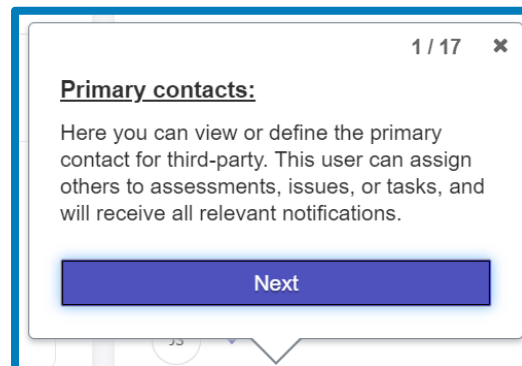 1 / 17 ×
Primary contacts:
Here you can view or define the primary
contact for third-party. This user can assign
others to assessments, issues, or tasks, and
will receive all relevant notifications.
Next